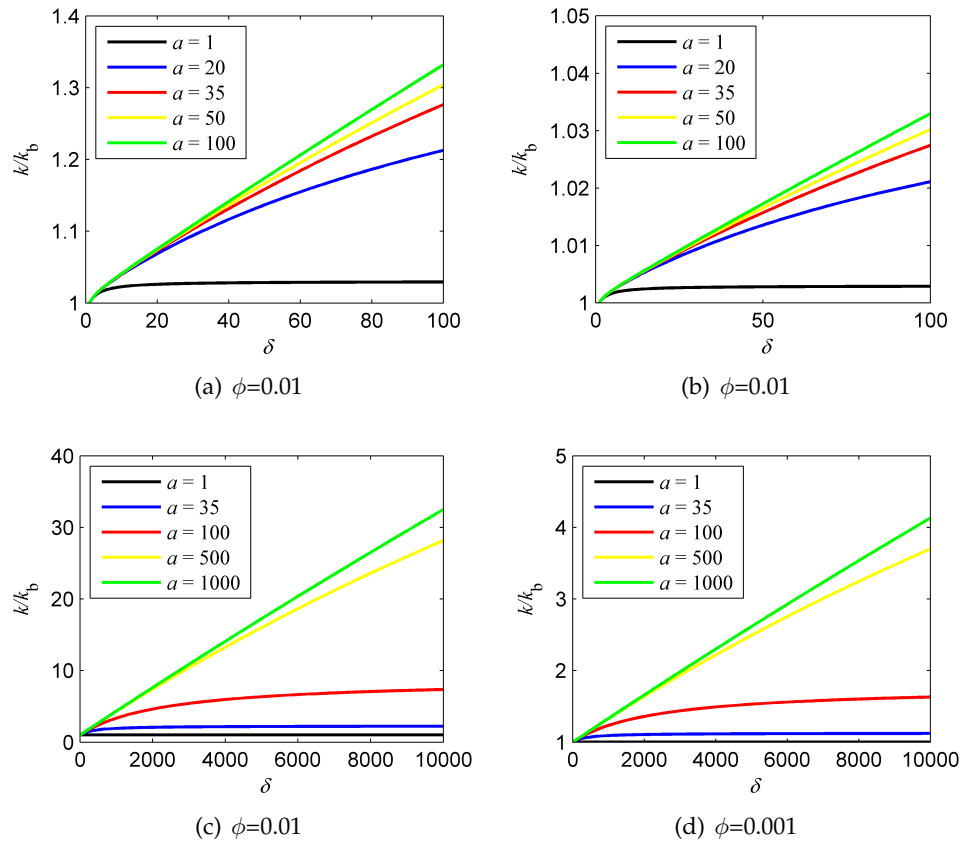 1.4
1.3
1.2
1.1
1
k/kb
a = 1
a = 20
a = 35
a = 50
a = 100
0 20 40 60 80 100
δ
(a) ϕ=0.01
1.05
1.04
1.03
1.02
1.01
1
k/kb
a = 1
a = 20
a = 35
a = 50
a = 100
0 50 100
δ
(b) ϕ=0.01
40
30
20
10
0
k/kb
a = 1
a = 35
a = 100
a = 500
a = 1000
0 2000 4000 6000 8000 10000
δ
(c) ϕ=0.01
5
4
3
2
1
k/kb
a = 1
a = 35
a = 100
a = 500
a = 1000
0 2000 4000 6000 8000 10000
δ
(d) ϕ=0.001